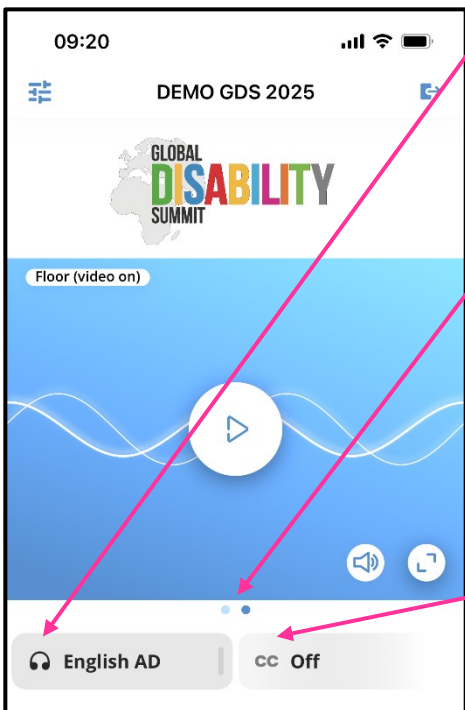 09:20
DEMO GDS 2025
GLOBAL
DISABILITY
SUMMIT
Floor (video on)
English AD
CC Off